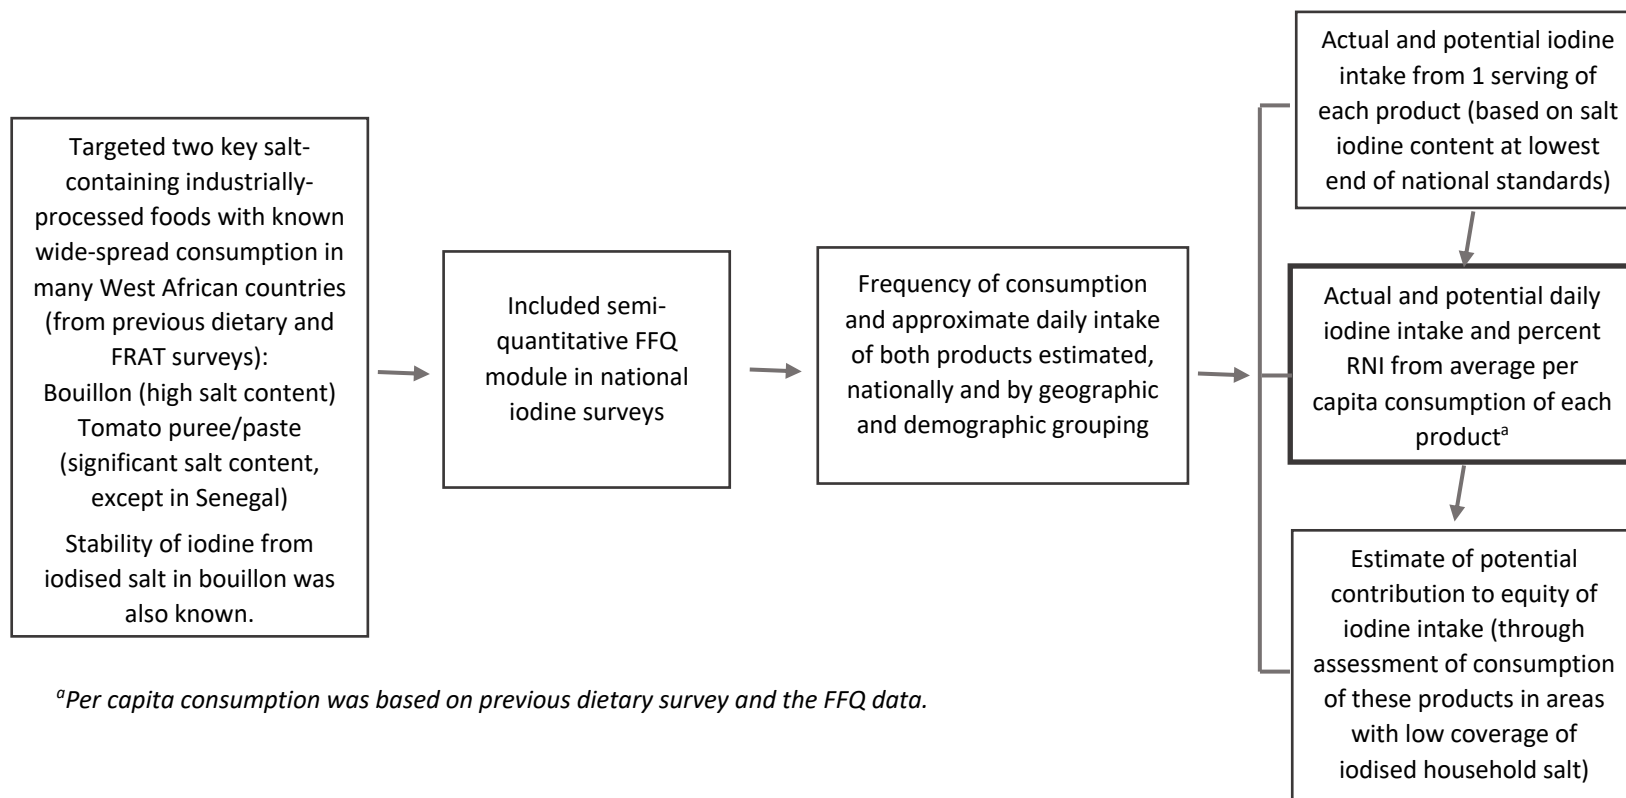 Targeted two key salt-
containing industrially-
processed foods with known
wide-spread consumption in
many West African countries
(from previous dietary and
FRAT surveys):
Bouillon (high salt content)
Tomato puree/paste
(significant salt content,
except in Senegal)
Stability of iodine from
iodised salt in bouillon was
also known.
Included semi-
quantitative FFQ
module in national
iodine surveys
Frequency of consumption
and approximate daily intake
of both products estimated,
nationally and by geographic
and demographic grouping
Actual and potential iodine
intake from 1 serving of
each product (based on salt
iodine content at lowest
end of national standards)
Actual and potential daily
iodine intake and percent
RNI from average per
capita consumption of each
productᵃ
Estimate of potential
contribution to equity of
iodine intake (through
assessment of consumption
of these products in areas
with low coverage of
iodised household salt)
ᵃPer capita consumption was based on previous dietary survey and the FFQ data.